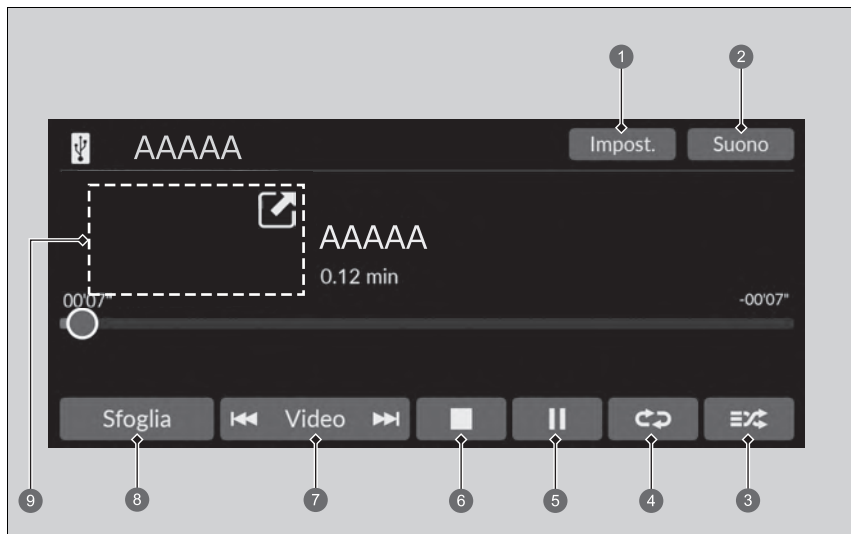 1 2
AAAAA Impost. Suono
AAAAA
9
0.12 min
00'07" -00'07"
Sfoglia Video
9 8 7 6 5 4 3